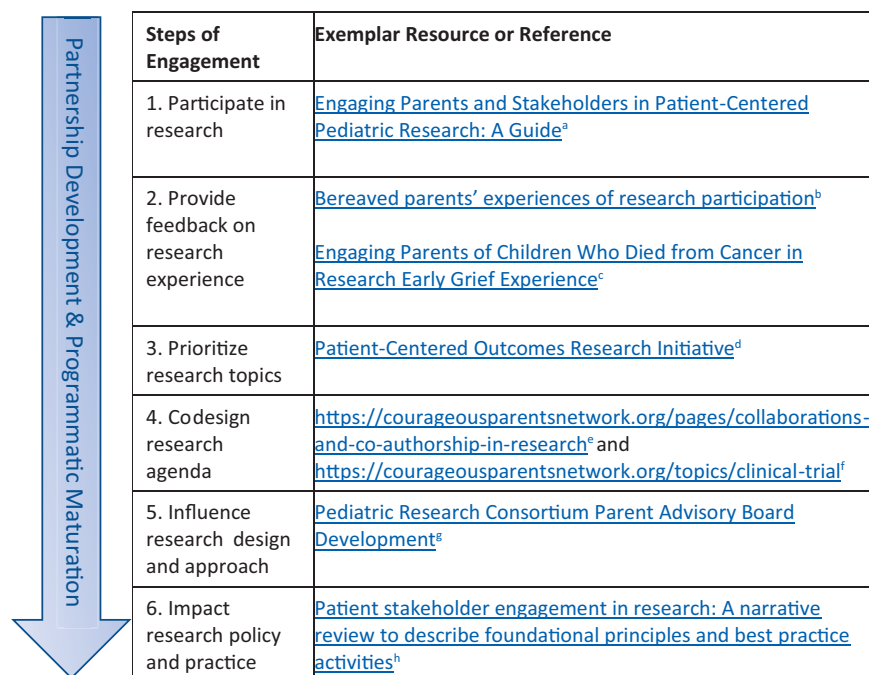 Partnership Development & Programmatic Maturation
Steps of
Engagement
Exemplar Resource or Reference
1. Participate in
research
Engaging Parents and Stakeholders in Patient-Centered
Pediatric Research: A Guideᵃ
2. Provide
feedback on
research
experience
Bereaved parents’ experiences of research participationᵇ
Engaging Parents of Children Who Died from Cancer in
Research Early Grief Experienceᶜ
3. Prioritize
research topics
Patient-Centered Outcomes Research Initiativeᵈ
4. Codesign
research
agenda
https://courageousparentsnetwork.org/pages/collaborations-
and-co-authorship-in-researchᵉ and
https://courageousparentsnetwork.org/topics/clinical-trialᶠ
5. Influence
research design
and approach
Pediatric Research Consortium Parent Advisory Board
Developmentᵍ
6. Impact
research policy
and practice
Patient stakeholder engagement in research: A narrative
review to describe foundational principles and best practice
activitiesʰ